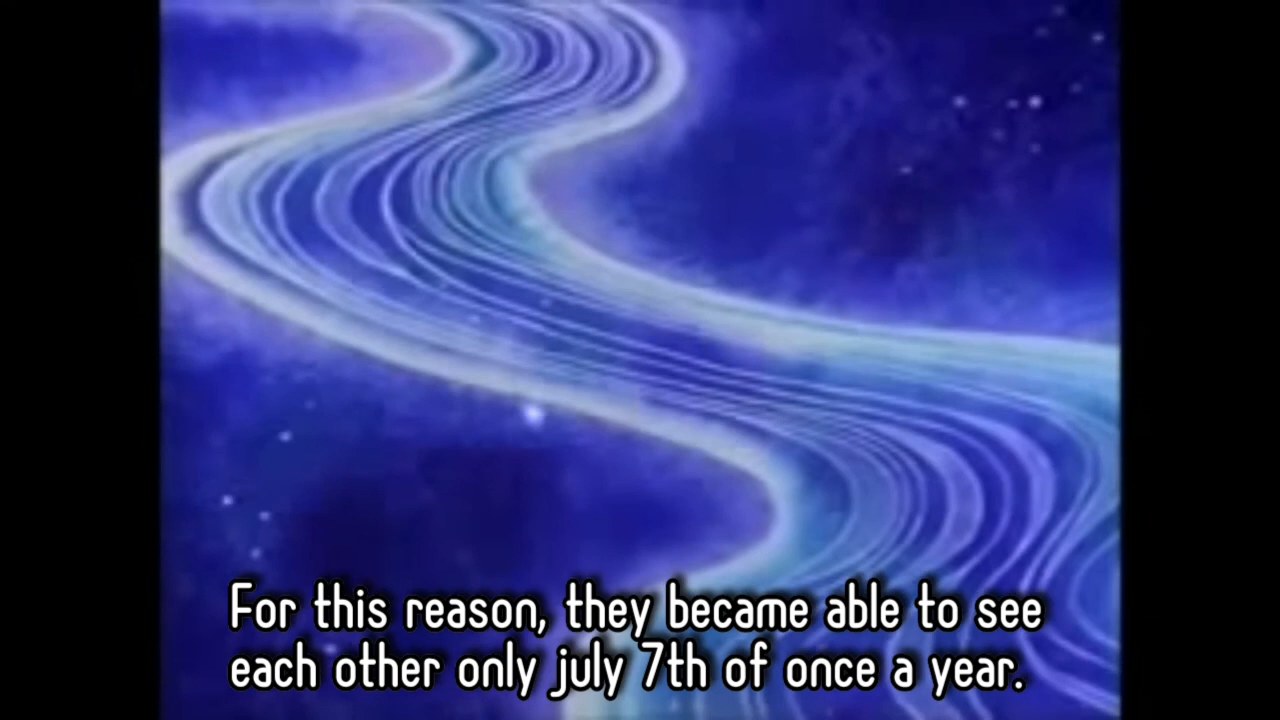 For this reason, they became able to see
each other only july 7th of once a year.